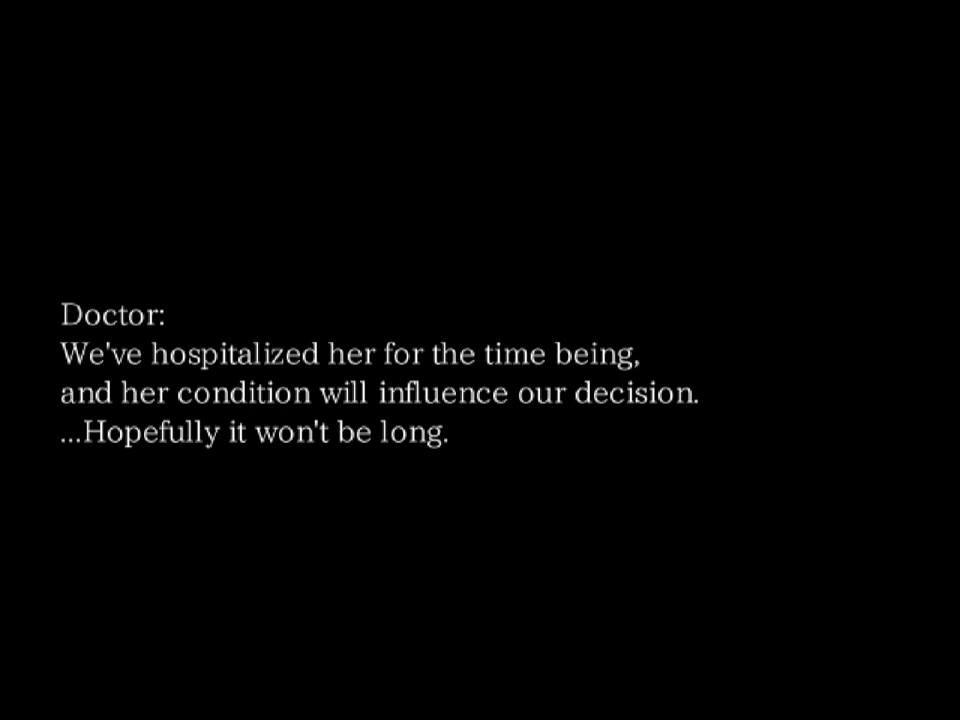 Doctor:
We've hospitalized her for the time being,
and her condition will influence our decision.
...Hopefully it won't be long.